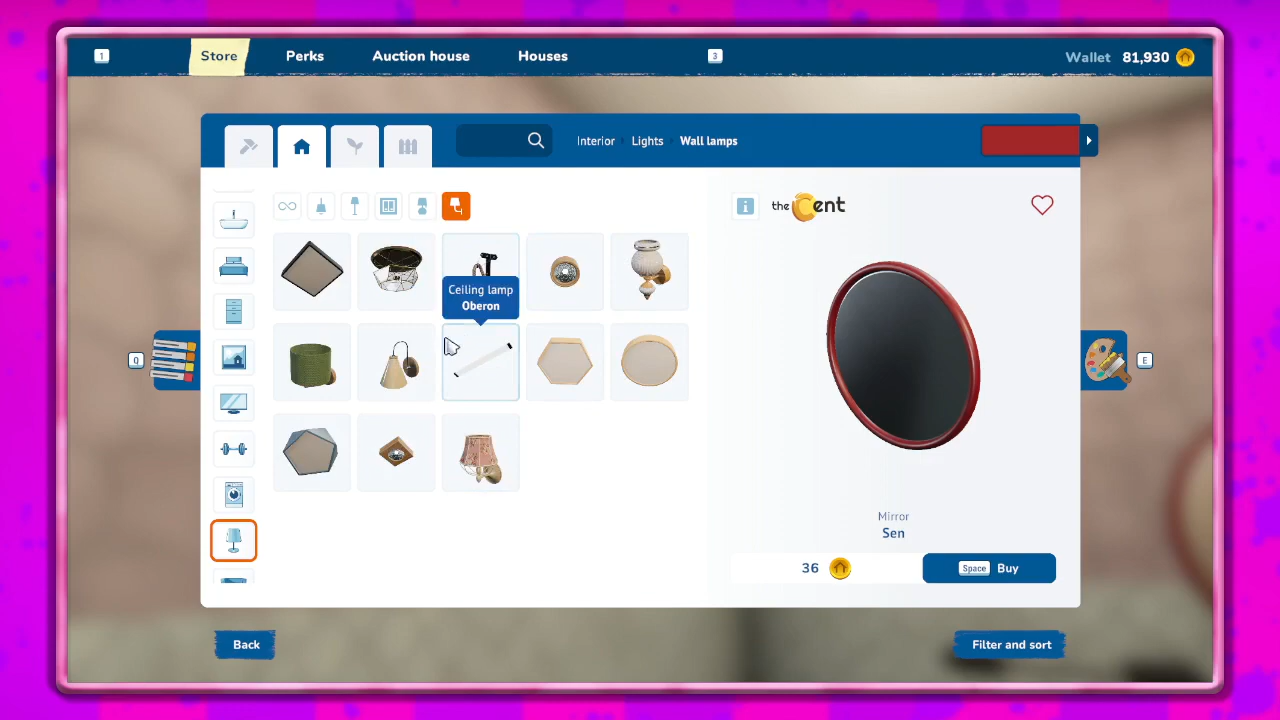 1
Store
Perks
Auction house
Houses
3
Wallet 81,930
Interior
Lights
Wall lamps
the Cent
Ceiling lamp
Oberon
Q
E
Mirror
Sen
36
Space Buy
Back
Filter and sort